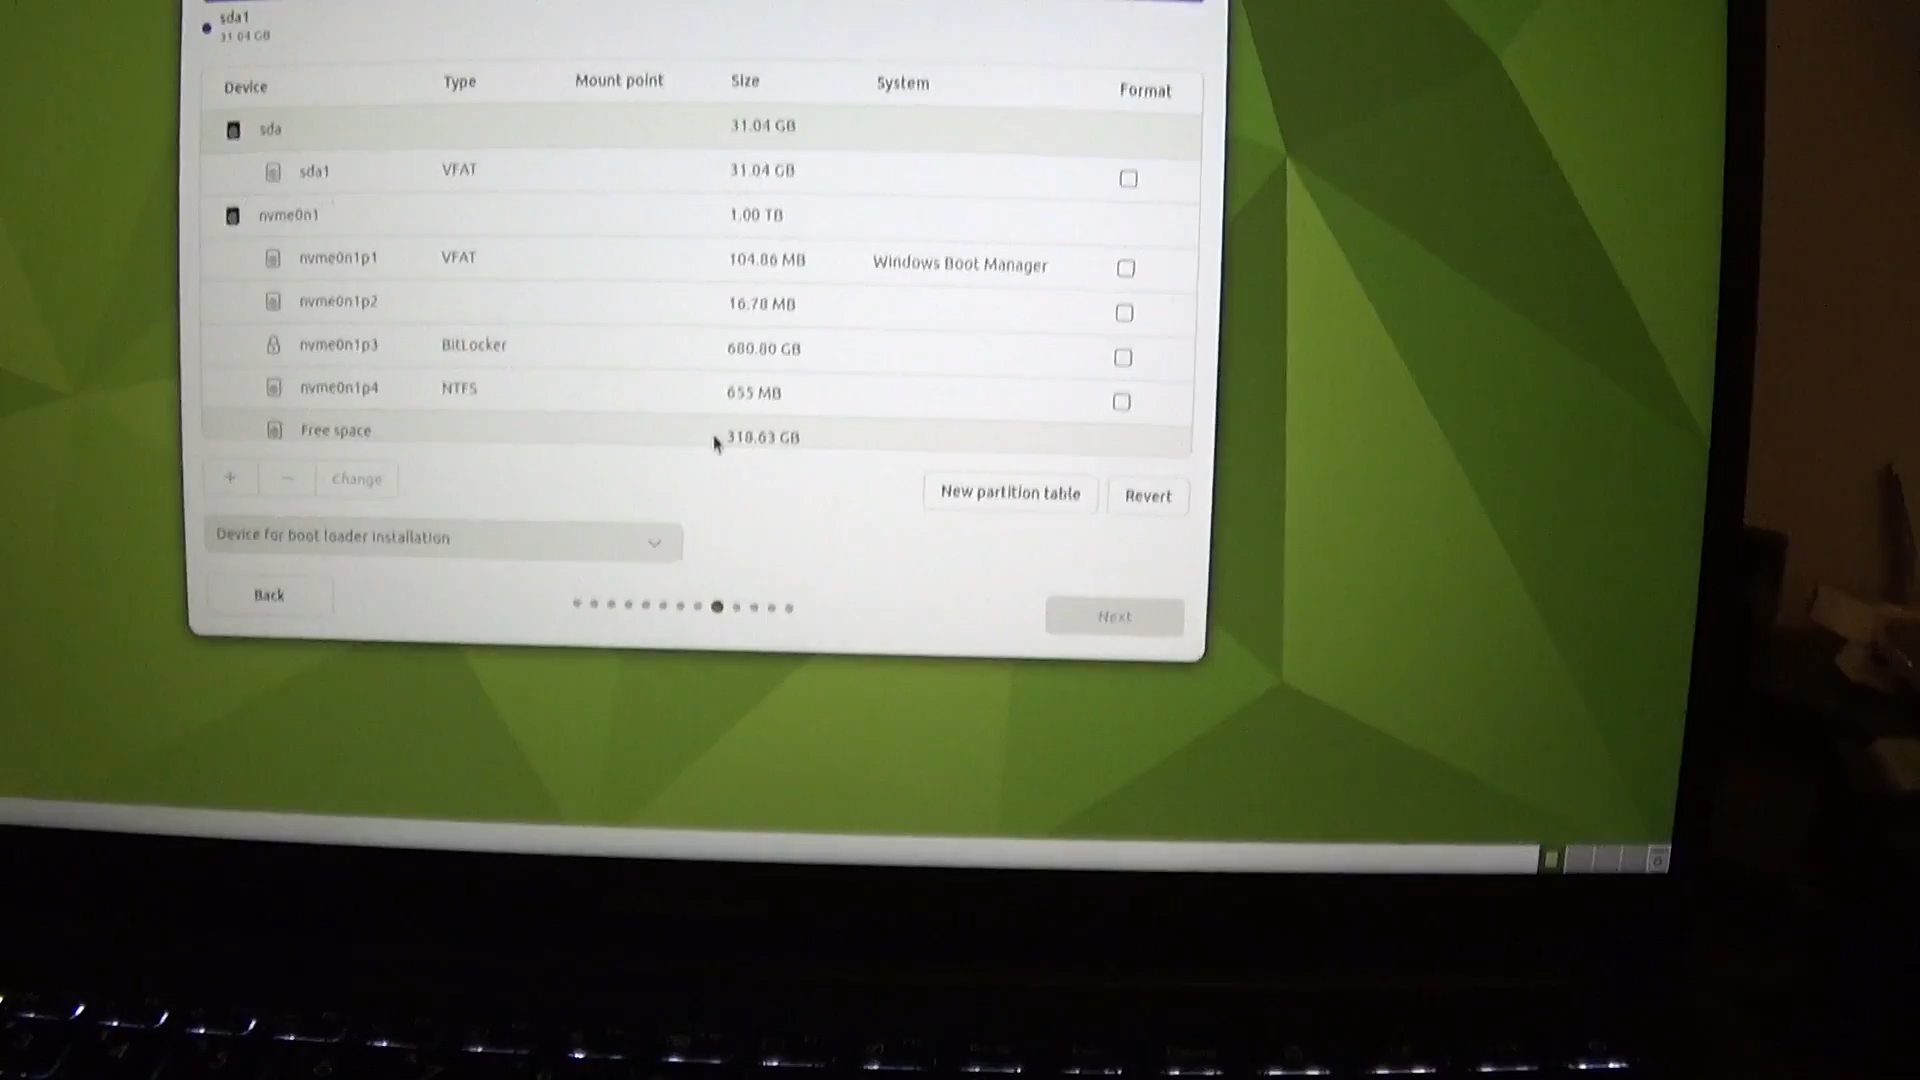 sda1
31.04 GB
Device Type Mount point Size System Format
sda 31.04 GB
sda1 VFAT 31.04 GB
nvme0n1 1.00 TB
nvme0n1p1 VFAT 104.86 MB Windows Boot Manager
nvme0n1p2 16.78 MB
nvme0n1p3 BitLocker 680.80 GB
nvme0n1p4 NTFS 655 MB
Free space 318.63 GB
+ − Change New partition table Revert
Device for boot loader installation
Back Next